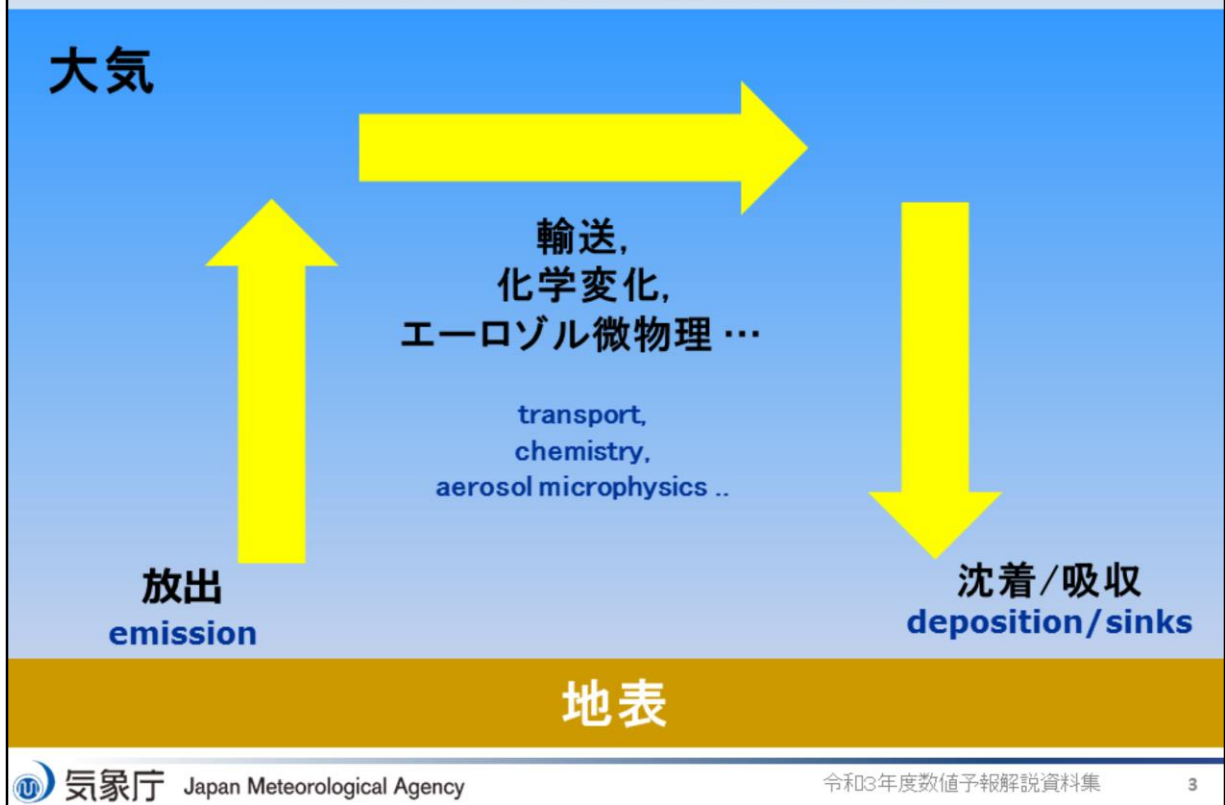 大気
輸送,
化学変化,
エーロゾル微物理 …
transport,
chemistry,
aerosol microphysics ..
放出
emission
沈着/吸収
deposition/sinks
地表
気象庁 Japan Meteorological Agency
令和3年度数値予報解説資料集 3